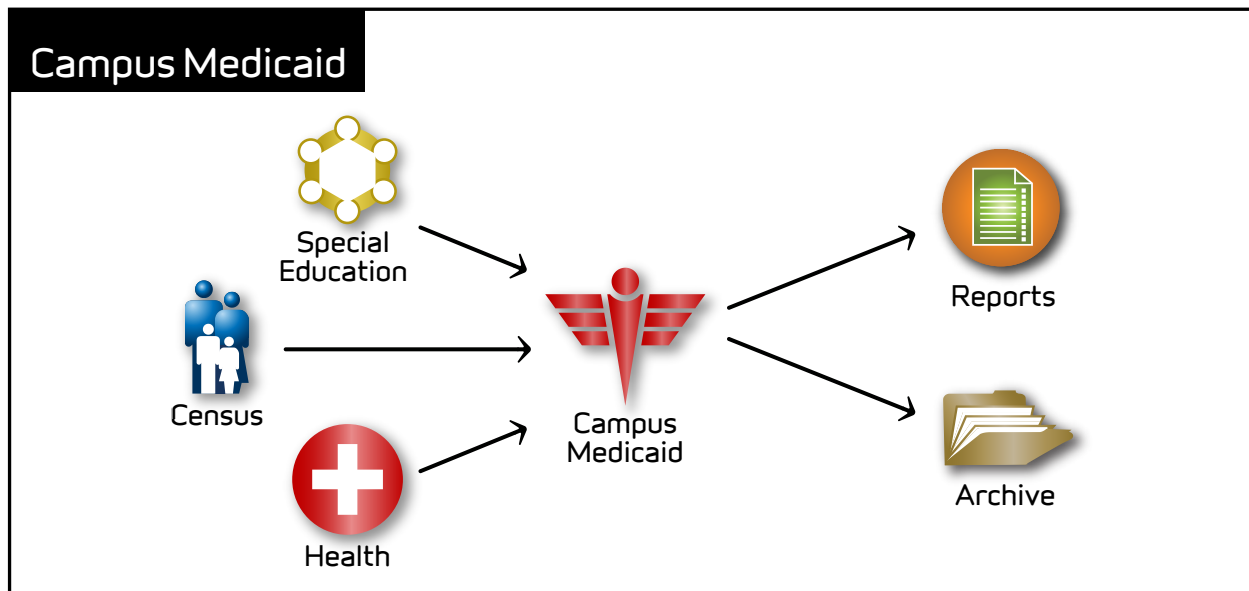 Campus Medicaid
Special
Education
Census
Health
Campus
Medicaid
Reports
Archive